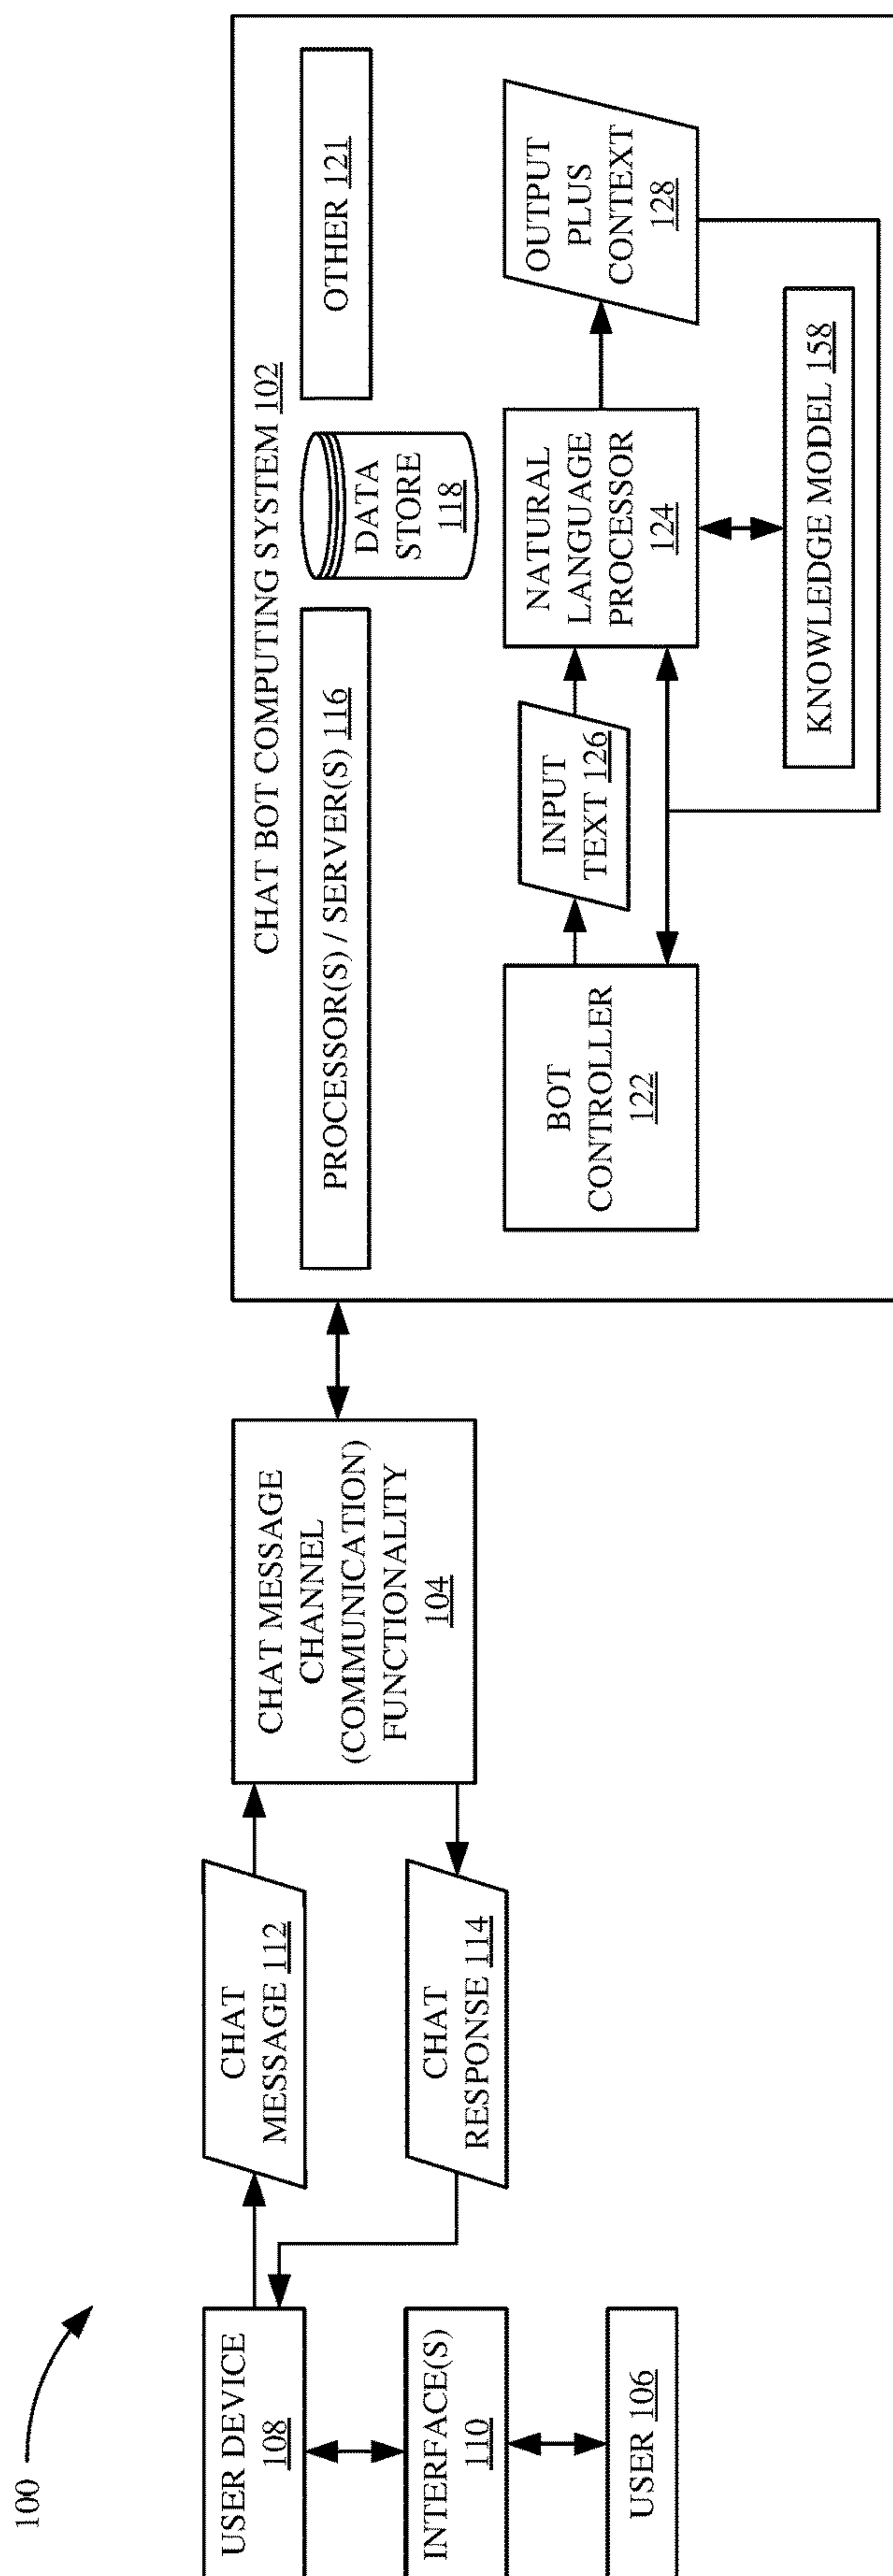 100
USER DEVICE
108
INTERFACE(S)
110
USER 106
CHAT
MESSAGE 112
CHAT
RESPONSE 114
CHAT MESSAGE
CHANNEL
(COMMUNICATION)
FUNCTIONALITY
104
CHAT BOT COMPUTING SYSTEM 102
PROCESSOR(S) / SERVER(S) 116
DATA
STORE
118
OTHER 121
BOT
CONTROLLER
122
INPUT
TEXT 126
NATURAL
LANGUAGE
PROCESSOR
124
OUTPUT
PLUS
CONTEXT
128
KNOWLEDGE MODEL 158